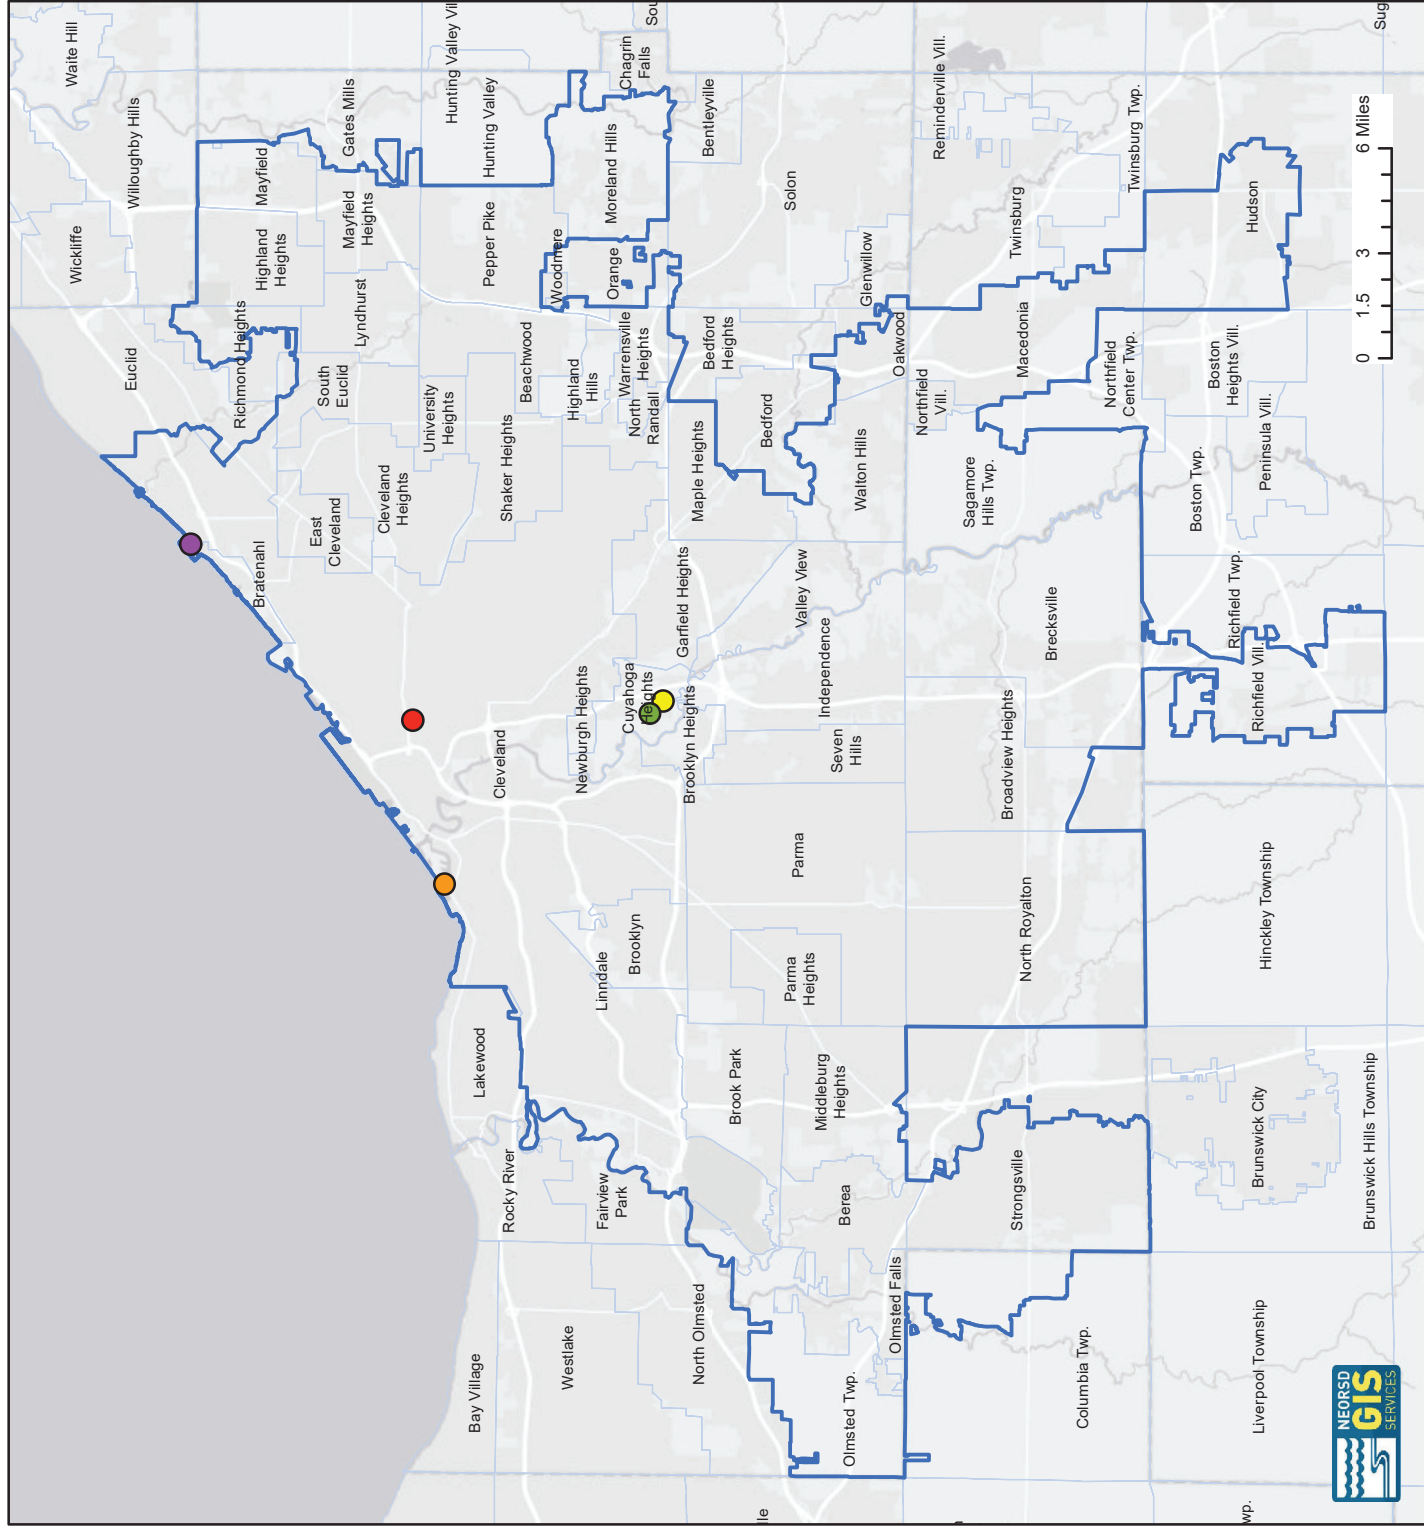 Waite Hill
Willoughby Hills
Wickliffe
Euclid
Hunting Valley Vil
Sou
Chagrin
Falls
Gates Mills
Mayfield
Hunting Valley
Moreland Hills
Bentleyville
Reminderville Vill.
Sug
Highland
Heights
Mayfield
Heights
Pepper Pike
Woodmere
Orange
Solon
Glenwillow
Twinsburg
Twinsburg Twp.
Hudson
Richmond Heights
Lyndhurst
South
Euclid
Beachwood
University
Heights
Highland
Hills
Warrensville
Heights
North
Randall
Bedford
Heights
Oakwood
Macedonia
Northfield
Center Twp.
Boston
Heights Vill.
Northfield
Vill.
Shaker Heights
Cleveland
Heights
East
Cleveland
Bratenahl
Maple Heights
Bedford
Walton Hills
Sagamore
Hills Twp.
Boston Twp.
Peninsula Vill.
Garfield Heights
Valley View
Independence
Brecksville
Richfield Twp.
Richfield Vill.
Cleveland
Newburgh Heights
Cuyahoga
Heights
Brooklyn Heights
Seven
Hills
Broadview Heights
Parma
Brooklyn
Linndale
Parma
Heights
North Royalton
Hinckley Township
Lakewood
Brook Park
Middleburg
Heights
Rocky River
Fairview
Park
Berea
Strongsville
Brunswick City
Brunswick Hills Township
Bay Village
Westlake
North Olmsted
Olmsted Falls
Olmsted Twp.
Columbia Twp.
Liverpool Township
lle
wp.
0 1.5 3 6 Miles
NEORSD
GIS
SERVICES